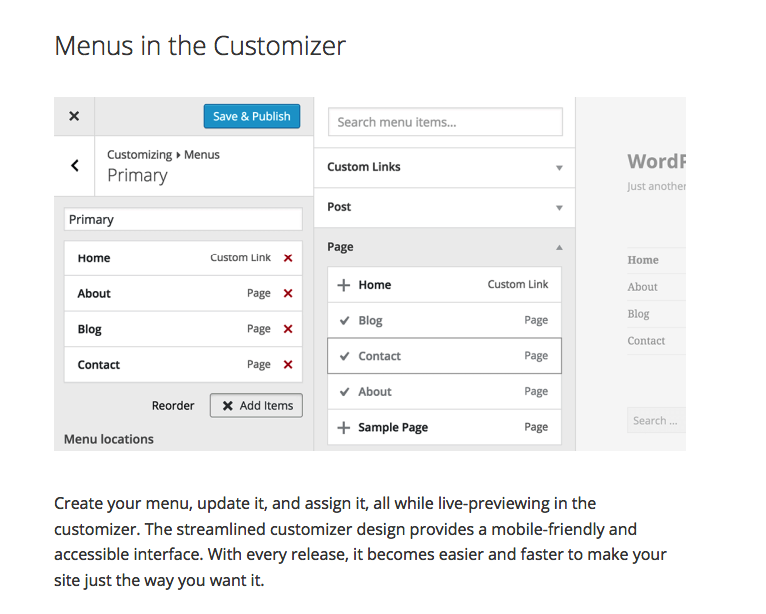 Menus in the Customizer
Save & Publish
Customizing ▸ Menus
Primary
Primary
Home Custom Link
About Page
Blog Page
Contact Page
Reorder
Add Items
Menu locations
Search menu items...
Custom Links
Post
Page
Home Custom Link
Blog Page
Contact Page
About Page
Sample Page Page
WordP
Just another
Home
About
Blog
Contact
Search ...
Create your menu, update it, and assign it, all while live-previewing in the
customizer. The streamlined customizer design provides a mobile-friendly and
accessible interface. With every release, it becomes easier and faster to make your
site just the way you want it.